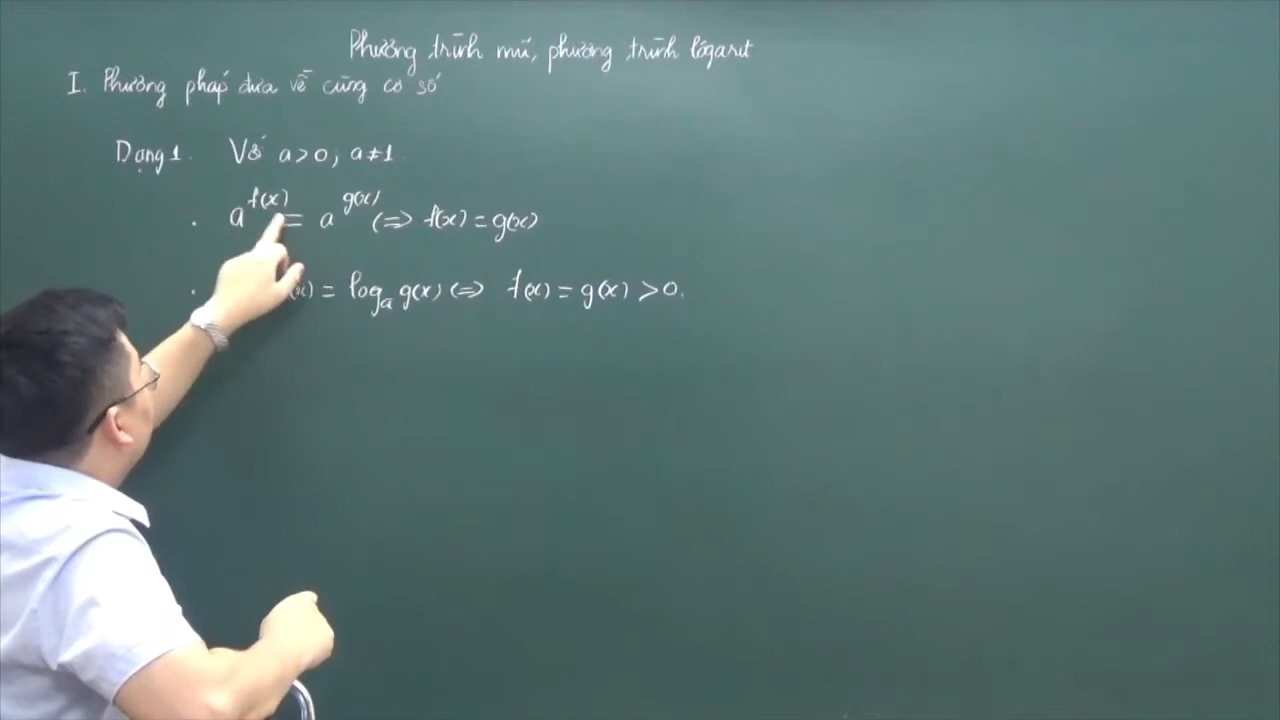 Phương trình mũ, phương trình lôgarit
I. Phương pháp đưa về cùng cơ số
Dạng 1. Với a > 0, a ≠ 1.
. a^{f(x)} = a^{g(x)} <=> f(x) = g(x)
. (x) = log_a g(x) <=> f(x) = g(x) > 0.